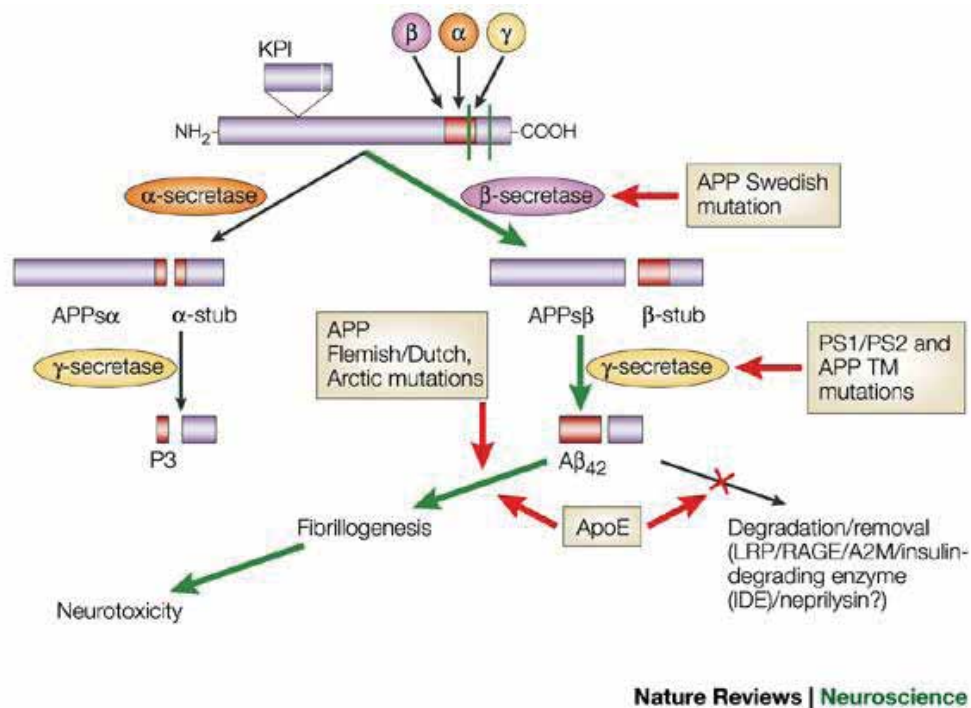 β α γ
KPI
NH2- -COOH
α-secretase
β-secretase
APP Swedish
mutation
APPsα
α-stub
APPsβ
β-stub
γ-secretase
APP
Flemish/Dutch,
Arctic mutations
γ-secretase
PS1/PS2 and
APP TM
mutations
P3
Aβ42
Fibrillogenesis
ApoE
Degradation/removal
(LRP/RAGE/A2M/insulin-
degrading enzyme
(IDE)/neprilysin?)
Neurotoxicity
Nature Reviews | Neuroscience